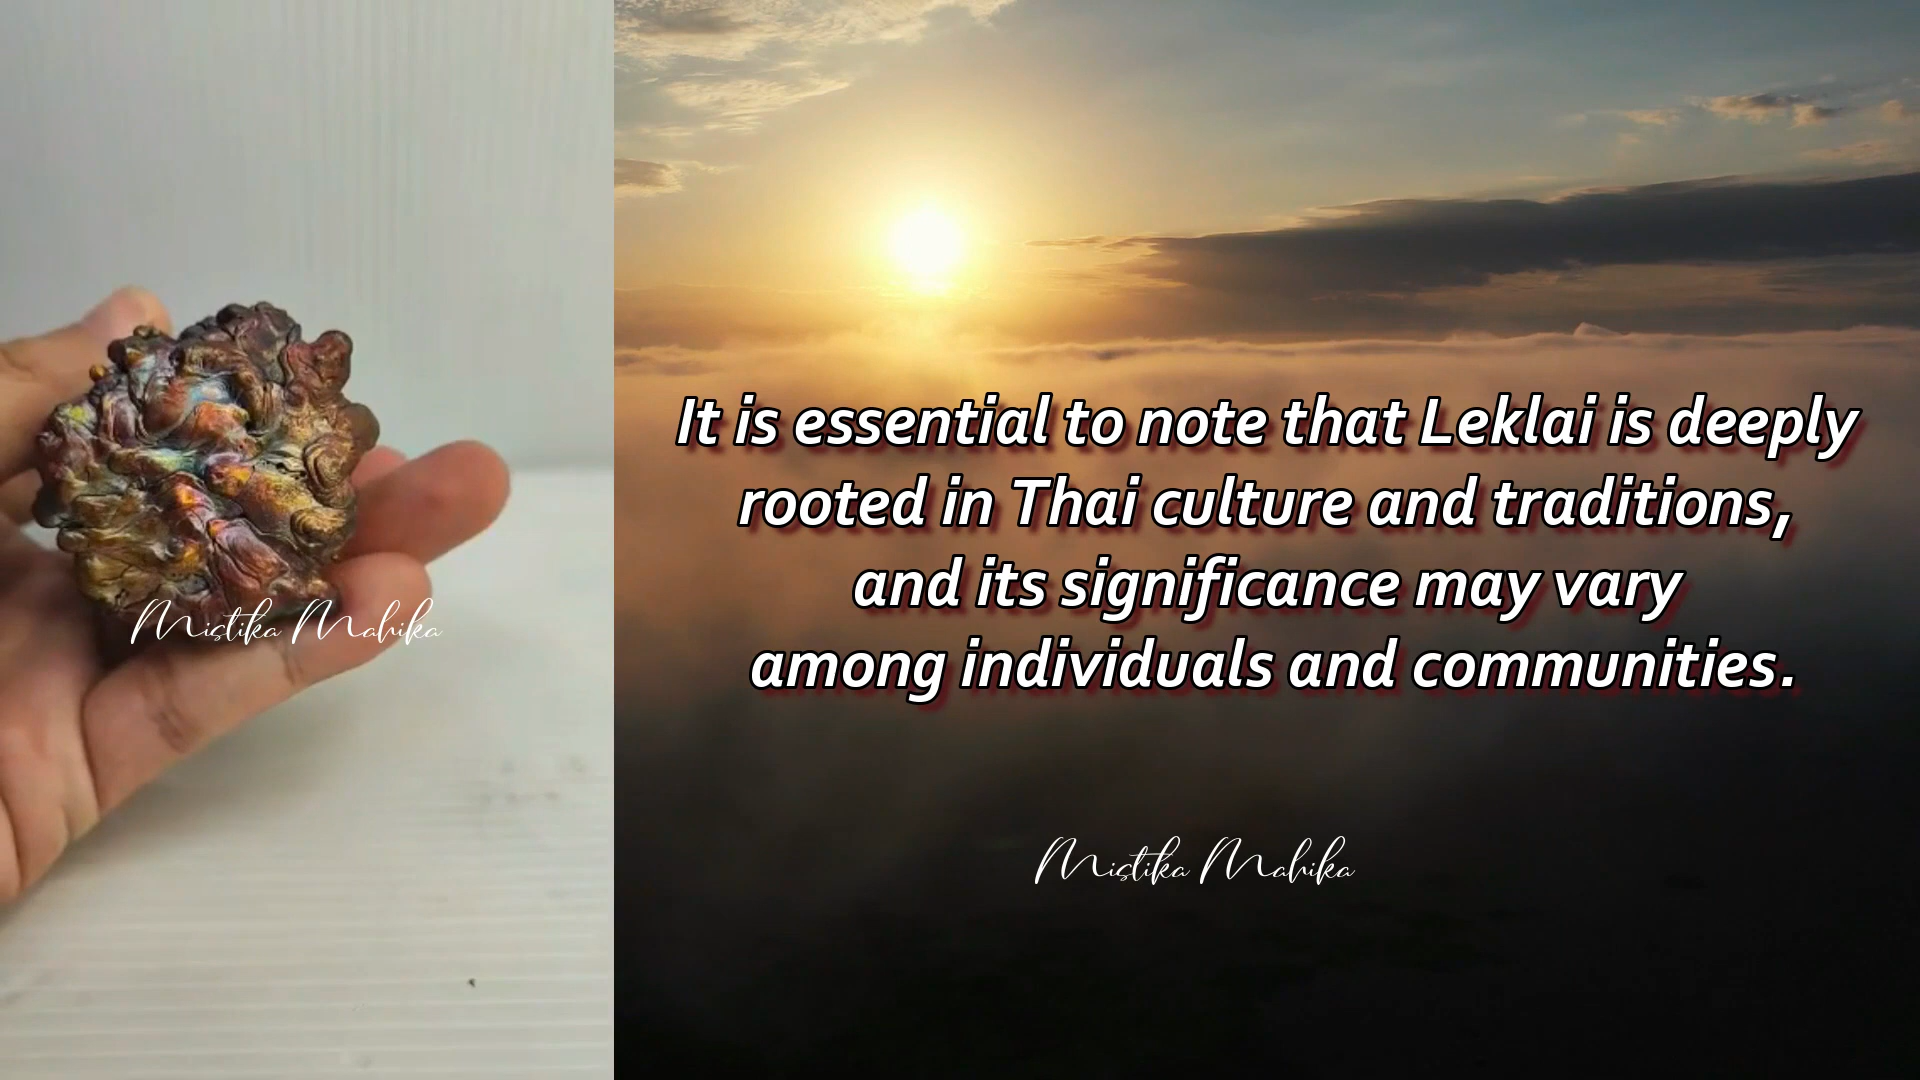 Mistika Mahika
It is essential to note that Leklai is deeply
rooted in Thai culture and traditions,
and its significance may vary
among individuals and communities.
Mistika Mahika